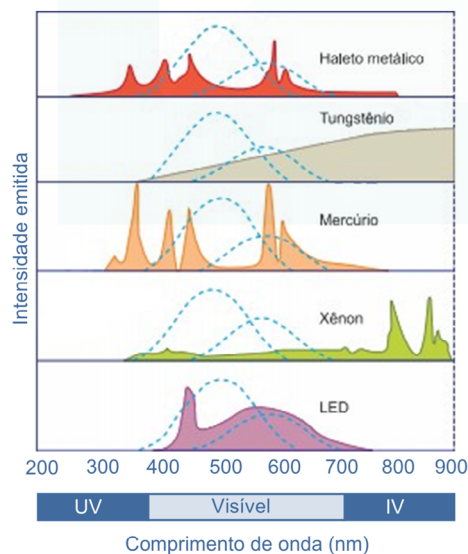 Haleto metálico
Tungstênio
Mercúrio
Xênon
LED
Intensidade emitida
200 300 400 500 600 700 800 900
UV Visível IV
Comprimento de onda (nm)